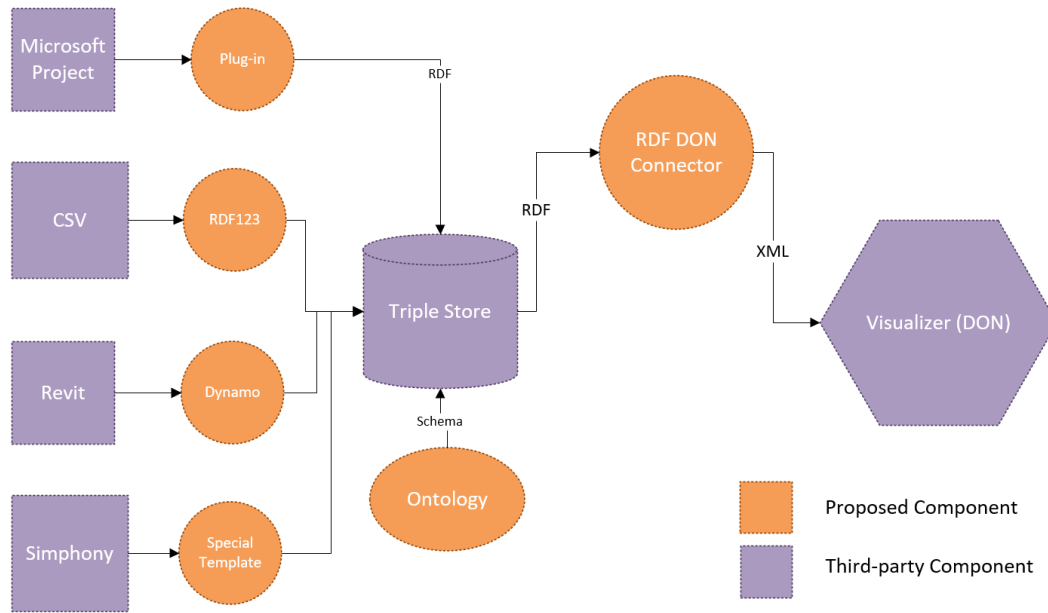 Microsoft
Project
Plug-in
RDF
CSV
RDF123
Triple Store
Revit
Dynamo
Schema
Ontology
Simphony
Special
Template
RDF
RDF DON
Connector
XML
Visualizer (DON)
Proposed Component
Third-party Component